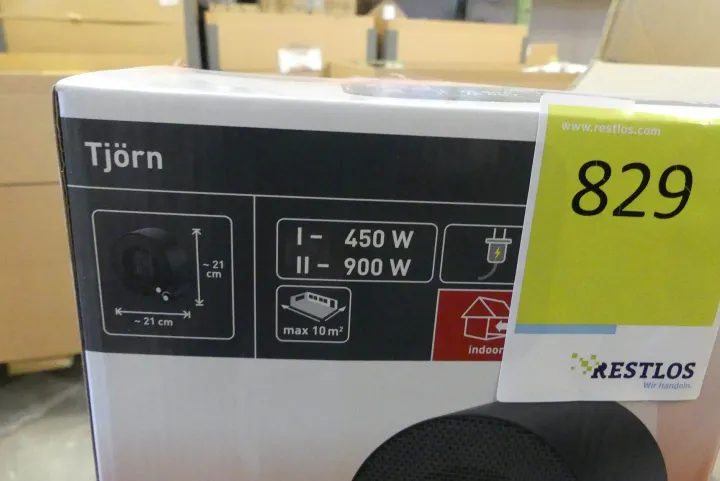 www.restlos.com
829
RESTLOS
Wir handeln.
Tjörn
~ 21
cm
~ 21 cm
I – 450 W
II – 900 W
max 10 m²
indoor